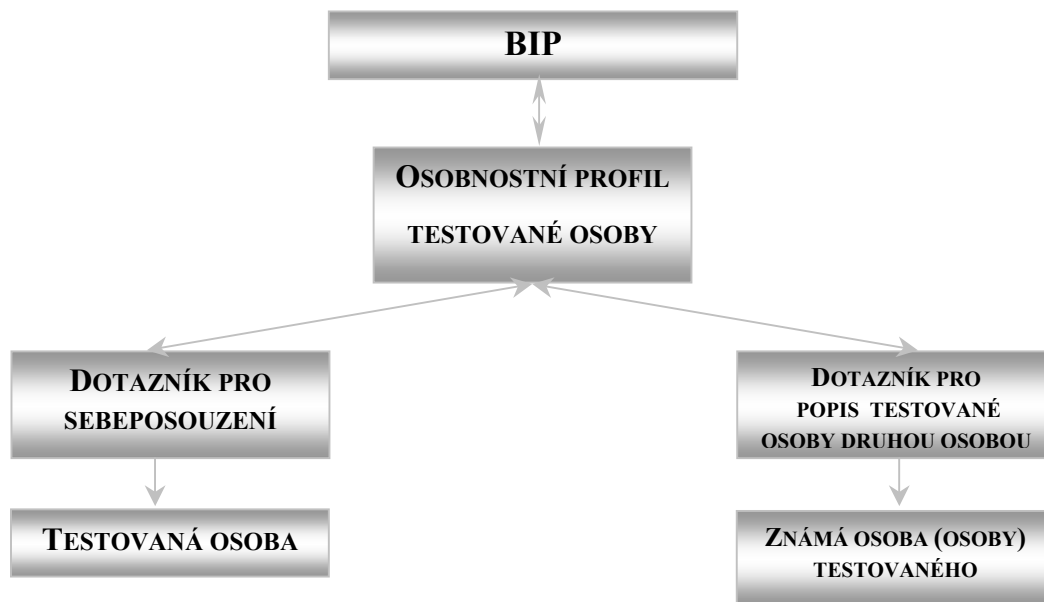 BIP
OSOBNOSTNÍ PROFIL
TESTOVANÉ OSOBY
DOTAZNÍK PRO
SEBEPOSOUZENÍ
TESTOVANÁ OSOBA
DOTAZNÍK PRO
POPIS TESTOVANÉ
OSOBY DRUHOU OSOBOU
ZNÁMÁ OSOBA (OSOBY)
TESTOVANÉHO